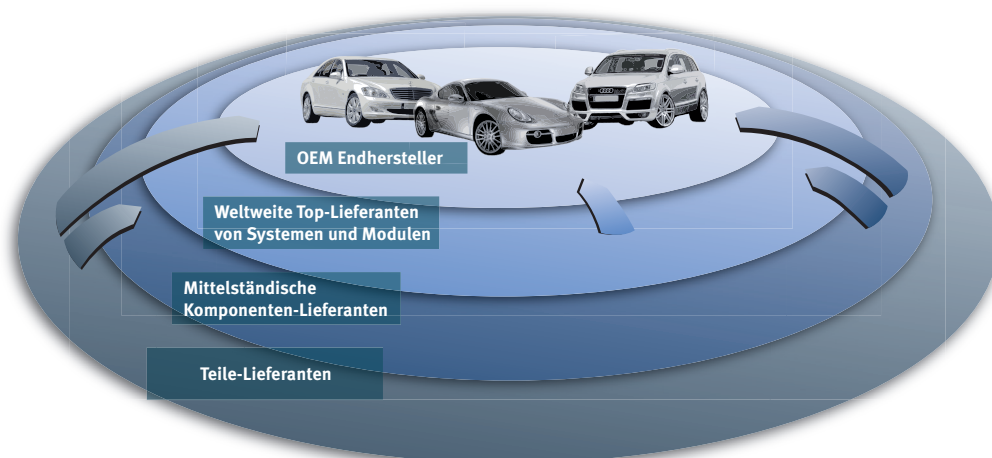 OEM Endhersteller
Weltweite Top-Lieferanten
von Systemen und Modulen
Mittelständische
Komponenten-Lieferanten
Teile-Lieferanten